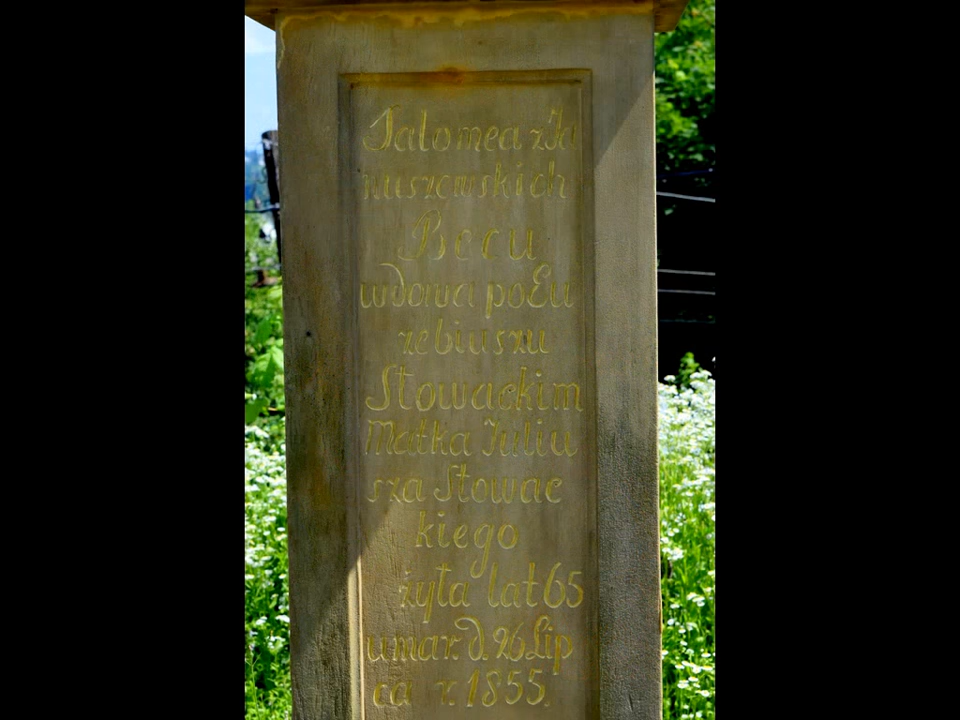 Salomea z Ja
nuszewskich
Becu
wdowa po Eu
zebiuszu
Słowackim
Matka Juliu
sza Słowac
kiego
żyła lat 65
umar. d. 26 Lip
ca r. 1855.